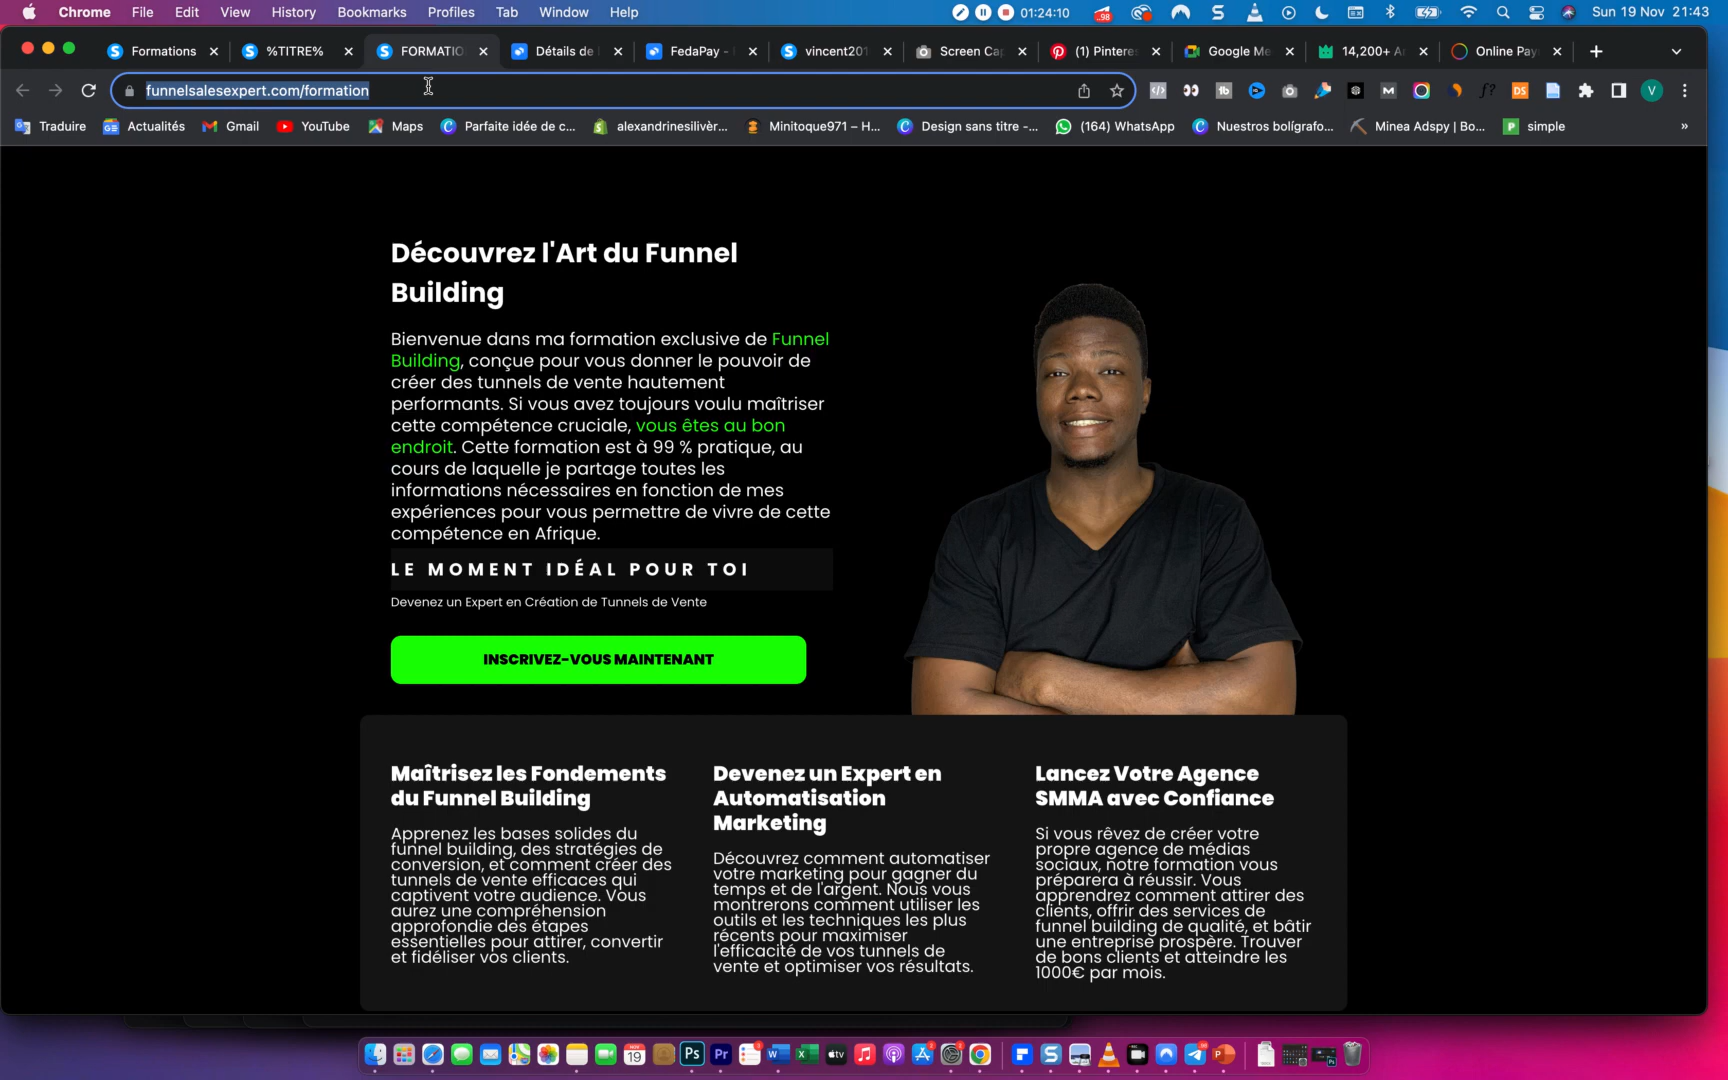 Chrome File Edit View History Bookmarks Profiles Tab Window Help
01:24:10
Sun 19 Nov 21:43
Formations
%TITRE%
FORMATIO
Détails de
FedaPay -
vincent201
Screen Ca
(1) Pintere
Google Me
14,200+ A
Online Pay
funnelsalesexpert.com/formation
Traduire
Actualités
Gmail
YouTube
Maps
Parfaite idée de c...
alexandrinesilivèr...
Minitoque971 – H...
Design sans titre -...
(164) WhatsApp
Nuestros bolígrafo...
Minea Adspy | Bo...
simple
Découvrez l'Art du Funnel
Building
Bienvenue dans ma formation exclusive de Funnel
Building, conçue pour vous donner le pouvoir de
créer des tunnels de vente hautement
performants. Si vous avez toujours voulu maîtriser
cette compétence cruciale, vous êtes au bon
endroit. Cette formation est à 99 % pratique, au
cours de laquelle je partage toutes les
informations nécessaires en fonction de mes
expériences pour vous permettre de vivre de cette
compétence en Afrique.
LE MOMENT IDÉAL POUR TOI
Devenez un Expert en Création de Tunnels de Vente
INSCRIVEZ-VOUS MAINTENANT
Maîtrisez les Fondements
du Funnel Building
Apprenez les bases solides du
funnel building, des stratégies de
conversion, et comment créer des
tunnels de vente efficaces qui
captivent votre audience. Vous
aurez une compréhension
approfondie des étapes
essentielles pour attirer, convertir
et fidéliser vos clients.
Devenez un Expert en
Automatisation
Marketing
Découvrez comment automatiser
votre marketing pour gagner du
temps et de l'argent. Nous vous
montrerons comment utiliser les
outils et les techniques les plus
récents pour maximiser
l'efficacité de vos tunnels de
vente et optimiser vos résultats.
Lancez Votre Agence
SMMA avec Confiance
Si vous rêvez de créer votre
propre agence de médias
sociaux, notre formation vous
préparera à réussir. Vous
apprendrez comment attirer des
clients, offrir des services de
funnel building de qualité, et bâtir
une entreprise prospère. Trouver
de bons clients et atteindre les
1000€ par mois.